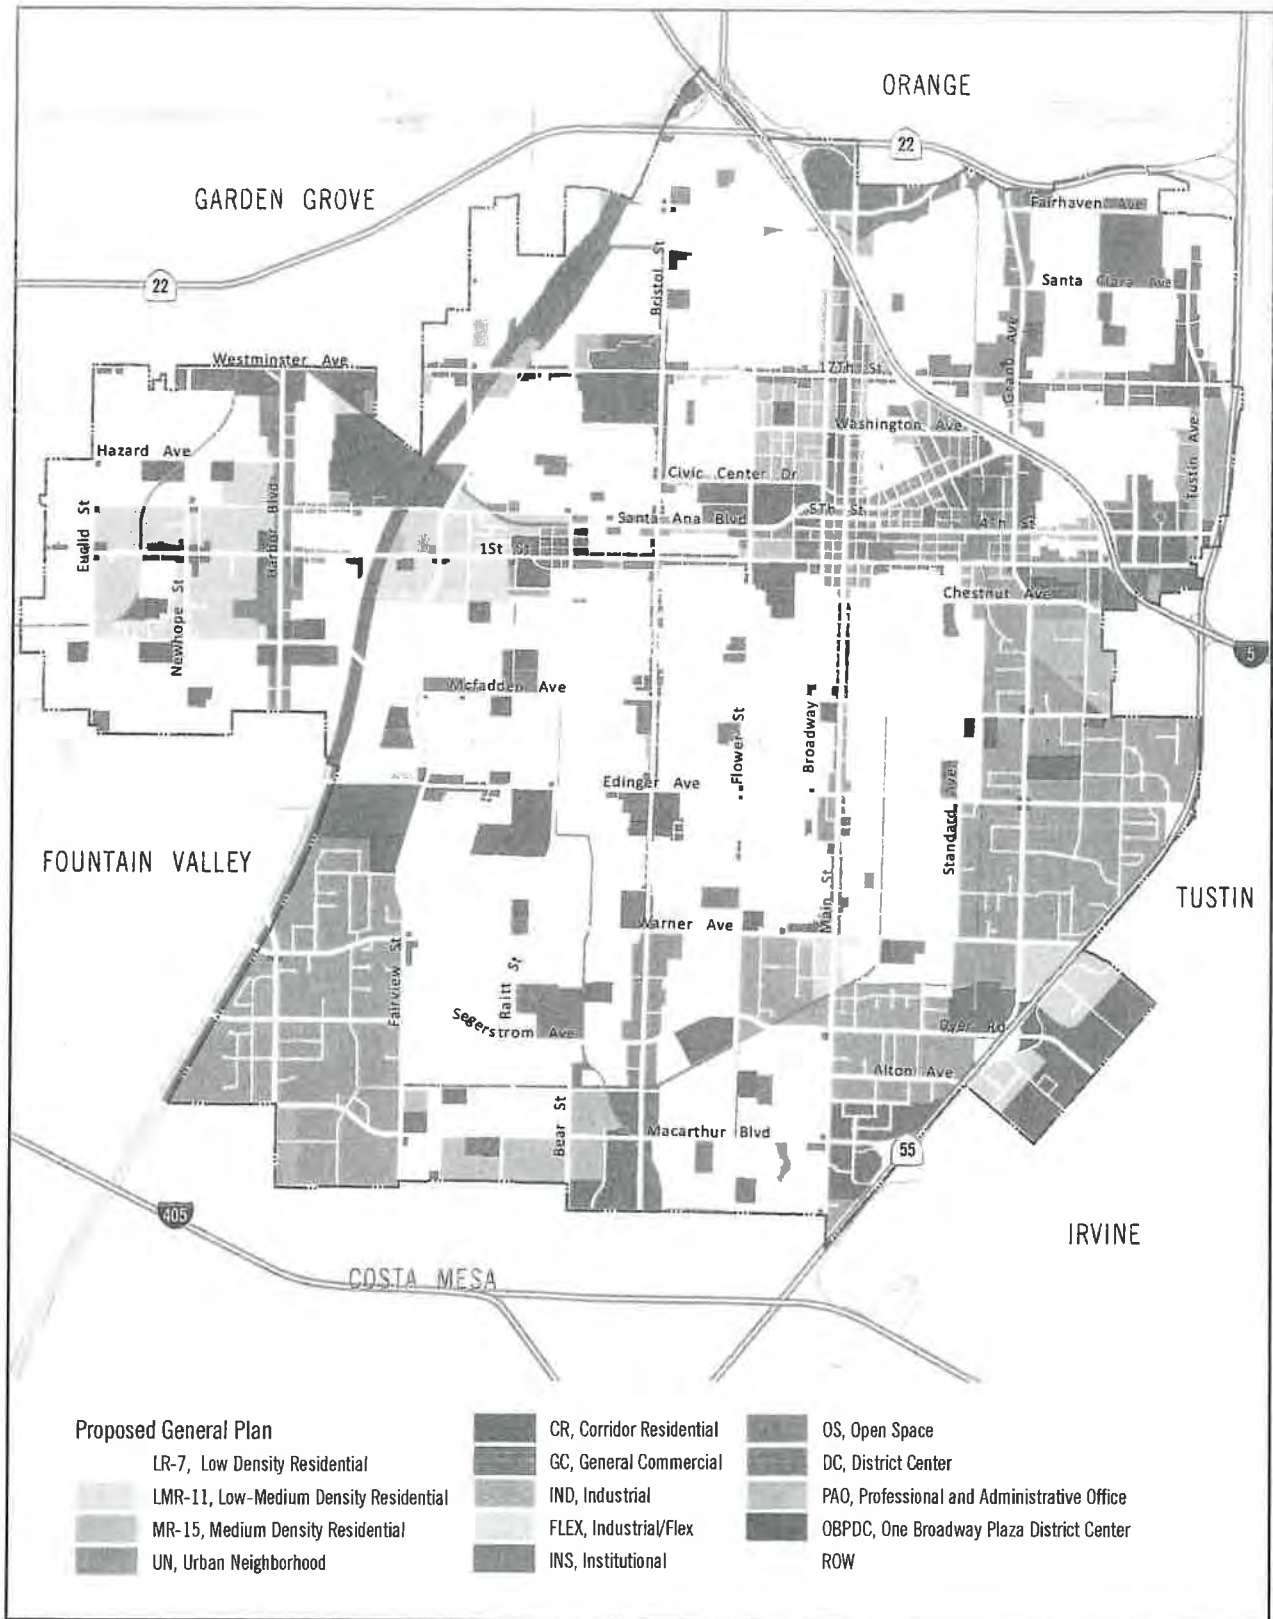 ORANGE
22
GARDEN GROVE
Fairhaven Ave
Bristol St
Santa Clara Ave
22
Grand Ave
Westminster Ave
17Th St
Washington Ave
Tustin Ave
Hazard Ave
Civic Center Dr
Euclid St
Harbor Blvd
Santa Ana Blvd
5Th St
4Th St
1St St
Chestnut Ave
Newhope St
5
Mcfadden Ave
Flower St
Broadway
Edinger Ave
Standard Ave
FOUNTAIN VALLEY
TUSTIN
Main St
Warner Ave
Fairview St
Raitt St
Segerstrom Ave
Dyer Rd
Alton Ave
Bear St
Macarthur Blvd
55
405
IRVINE
COSTA MESA
Proposed General Plan
LR-7, Low Density Residential
LMR-11, Low-Medium Density Residential
MR-15, Medium Density Residential
UN, Urban Neighborhood
CR, Corridor Residential
GC, General Commercial
IND, Industrial
FLEX, Industrial/Flex
INS, Institutional
OS, Open Space
DC, District Center
PAO, Professional and Administrative Office
OBPDC, One Broadway Plaza District Center
ROW